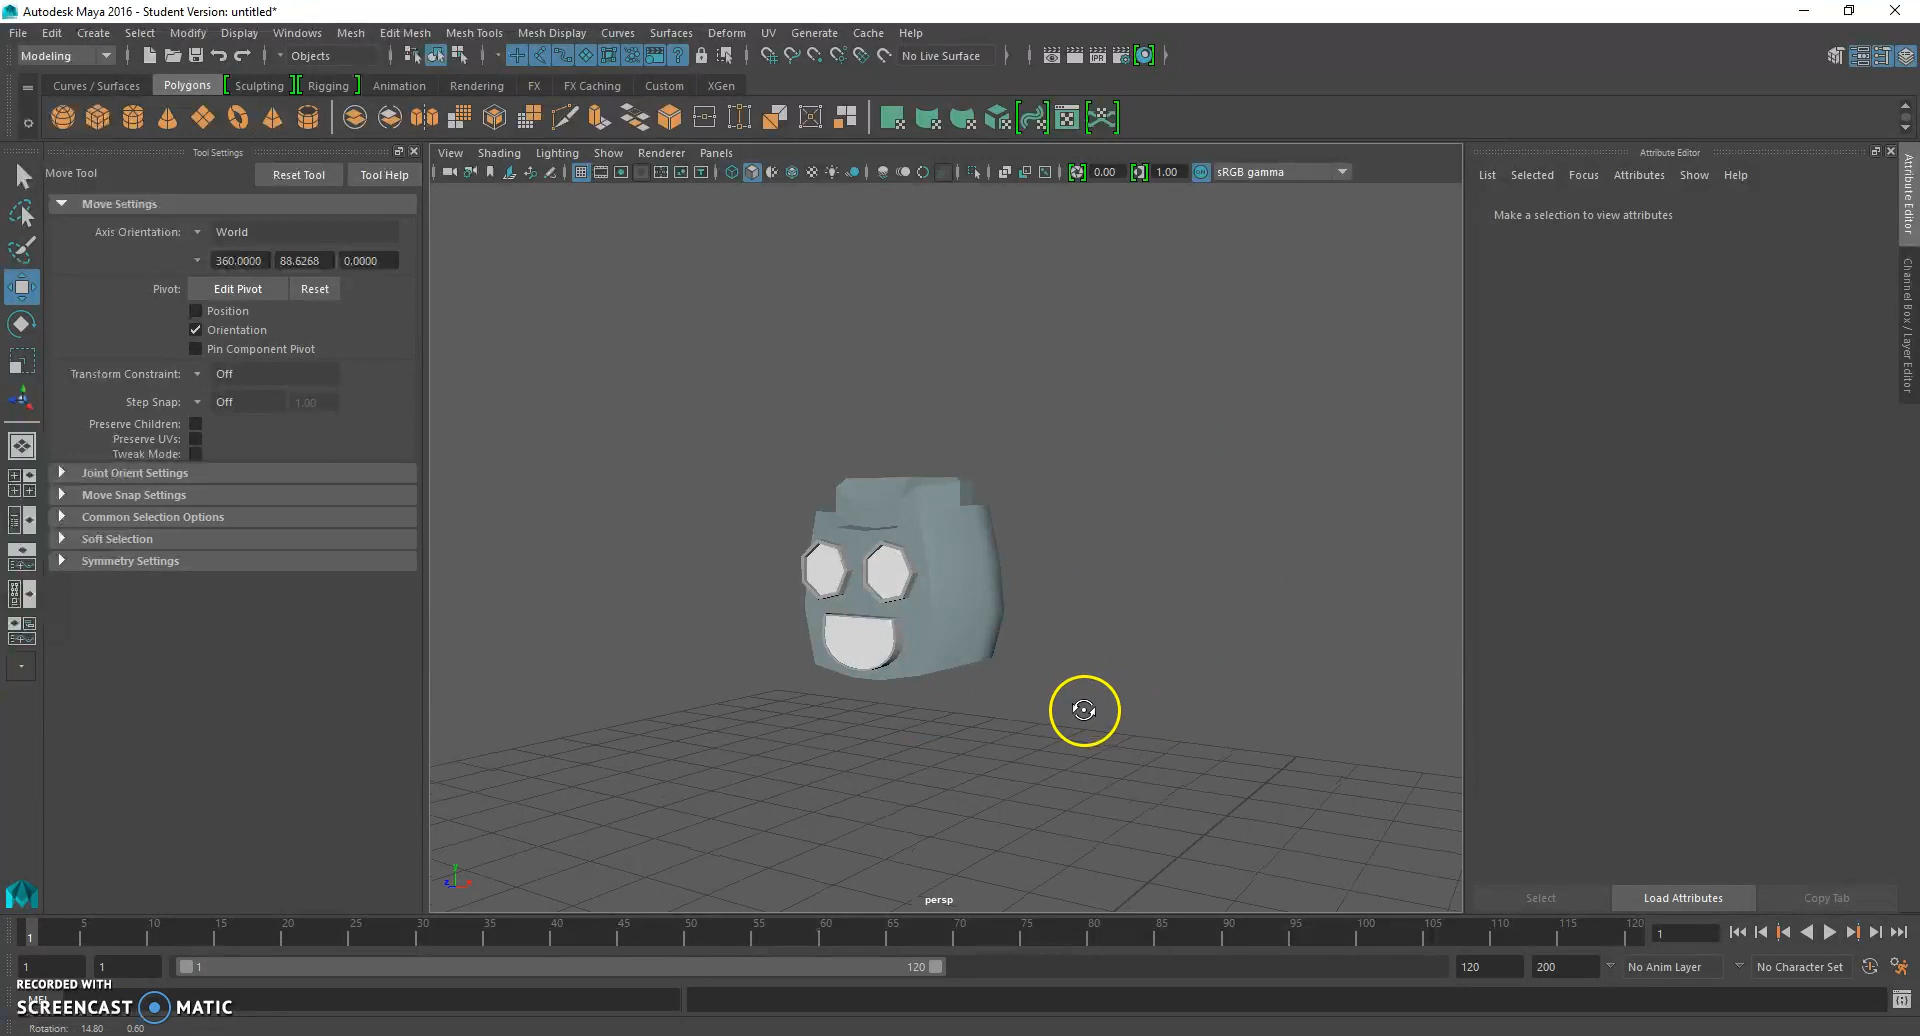 Autodesk Maya 2016 - Student Version: untitled*
File Edit Create Select Modify Display Windows Mesh Edit Mesh Mesh Tools Mesh Display Curves Surfaces Deform UV Generate Cache Help
Modeling Objects No Live Surface
Curves / Surfaces Polygons Sculpting Rigging Animation Rendering FX FX Caching Custom XGen
Tool Settings
Move Tool Reset Tool Tool Help
Move Settings
Axis Orientation: World
360.0000 88.6268 0.0000
Pivot: Edit Pivot Reset
Position
Orientation
Pin Component Pivot
Transform Constraint: Off
Step Snap: Off 1.00
Preserve Children:
Preserve UVs:
Tweak Mode:
Joint Orient Settings
Move Snap Settings
Common Selection Options
Soft Selection
Symmetry Settings
View Shading Lighting Show Renderer Panels
IPR
0.00 1.00 sRGB gamma
y
z
x
persp
Attribute Editor
List Selected Focus Attributes Show Help
Make a selection to view attributes
Attribute Editor
Channel Box / Layer Editor
Select Load Attributes Copy Tab
1 5 10 15 20 25 30 35 40 45 50 55 60 65 70 75 80 85 90 95 100 105 110 115 120 1
1 1 1 120 120 200 No Anim Layer No Character Set
RECORDED WITH
MEL
SCREENCAST MATIC
Rotation: 14.80 0.60